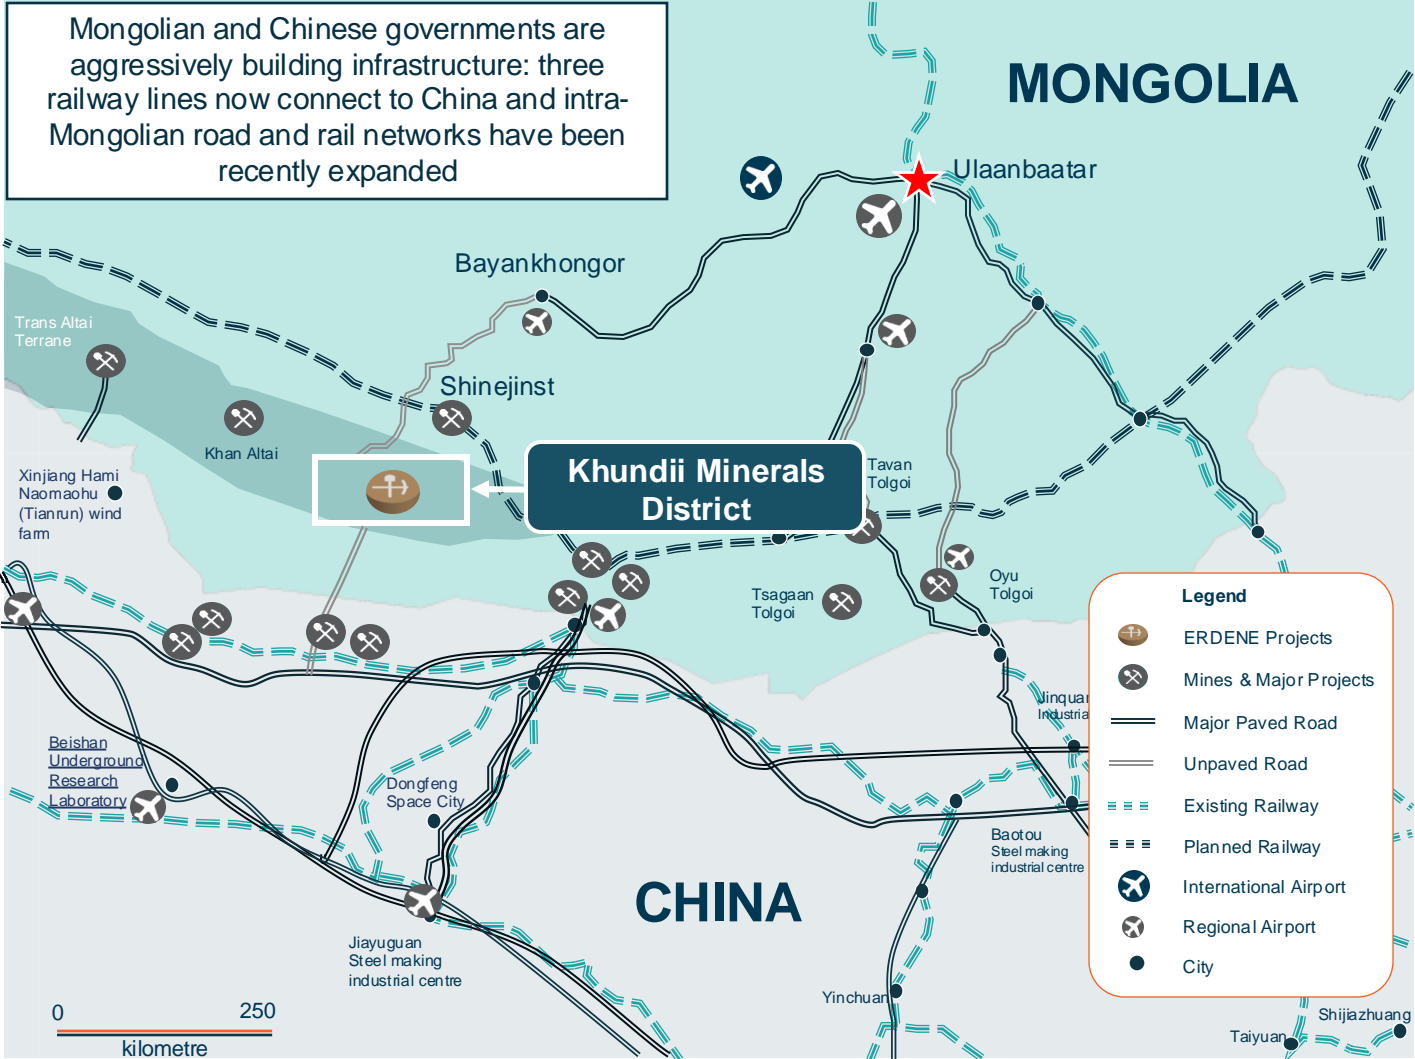 Mongolian and Chinese governments are
aggressively building infrastructure: three
railway lines now connect to China and intra-
Mongolian road and rail networks have been
recently expanded
MONGOLIA
Ulaanbaatar
Bayankhongor
Trans Altai
Terrane
Shinejinst
Khan Altai
Khundii Minerals
District
Tavan
Tolgoi
Xinjiang Hami
Naomaohu
(Tianrun) wind
farm
Tsagaan
Tolgoi
Oyu
Tolgoi
Legend
ERDENE Projects
Mines & Major Projects
Major Paved Road
Unpaved Road
Existing Railway
Planned Railway
International Airport
Regional Airport
City
Beishan
Underground
Research
Laboratory
Dongfeng
Space City
Baotou
Steel making
industrial centre
CHINA
Jiayuguan
Steel making
industrial centre
Yinchuan
Shijiazhuang
Taiyuan
0 250
kilometre